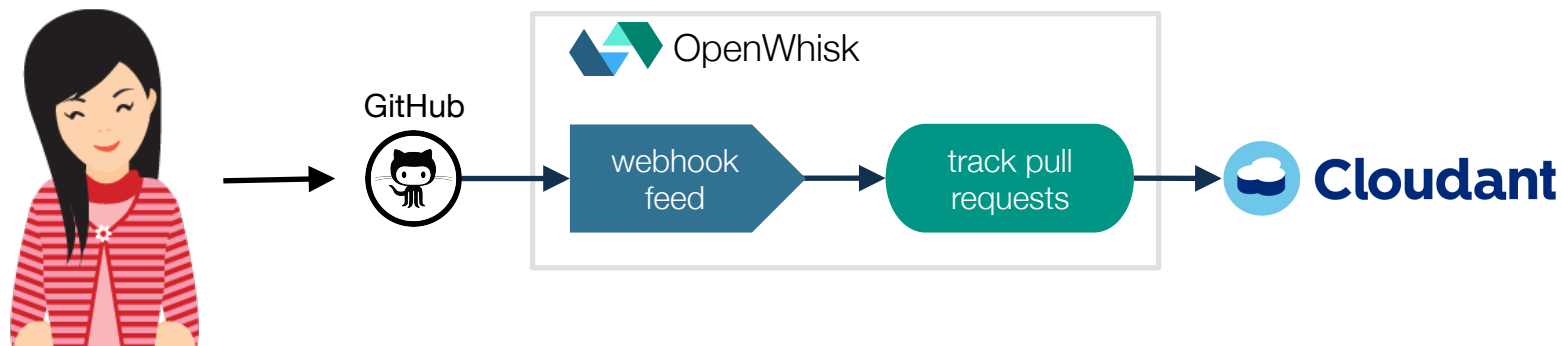 OpenWhisk
GitHub
webhook
feed
track pull
requests
Cloudant